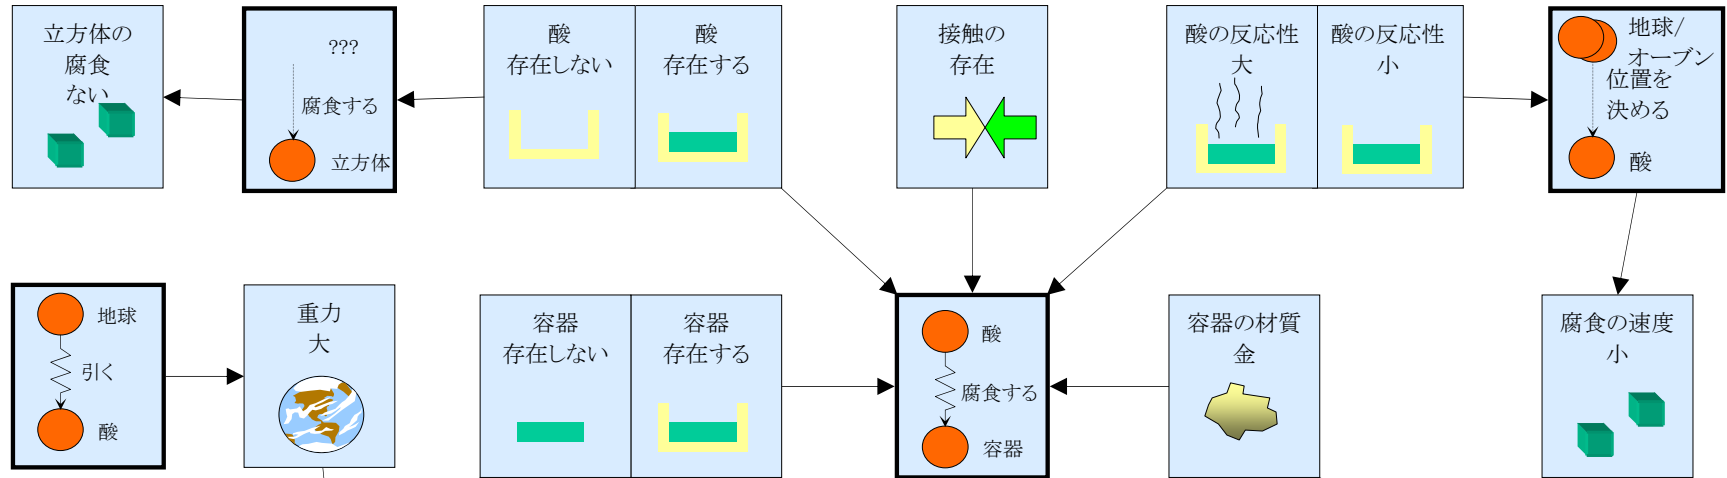 立方体の
腐食
ない
???
腐食する
立方体
酸
存在しない
酸
存在する
接触の
存在
酸の反応性
大
酸の反応性
小
地球/
オーブン
位置を
決める
酸
地球
引く
酸
重力
大
容器
存在しない
容器
存在する
酸
腐食する
容器
容器の材質
金
腐食の速度
小